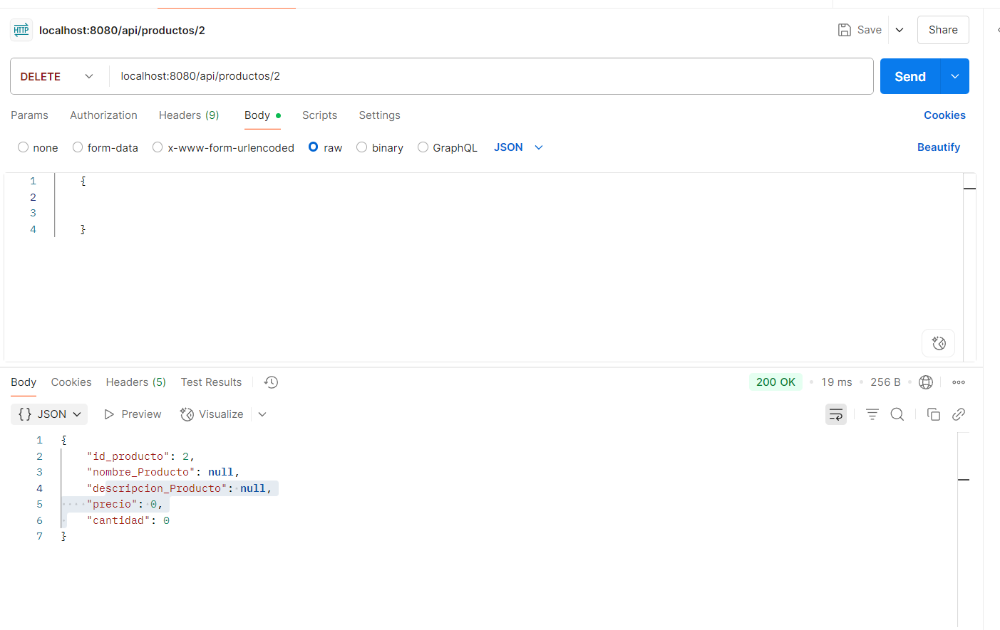 HTTP localhost:8080/api/productos/2 Save Share
DELETE localhost:8080/api/productos/2 Send
Params Authorization Headers (9) Body Scripts Settings Cookies
none form-data x-www-form-urlencoded raw binary GraphQL JSON Beautify
1 {
2
3
4 }
Body Cookies Headers (5) Test Results 200 OK 19 ms 256 B
{} JSON Preview Visualize
1 {
2 "id_producto": 2,
3 "nombre_Producto": null,
4 "descripcion_Producto": null,
5 "precio": 0,
6 "cantidad": 0
7 }